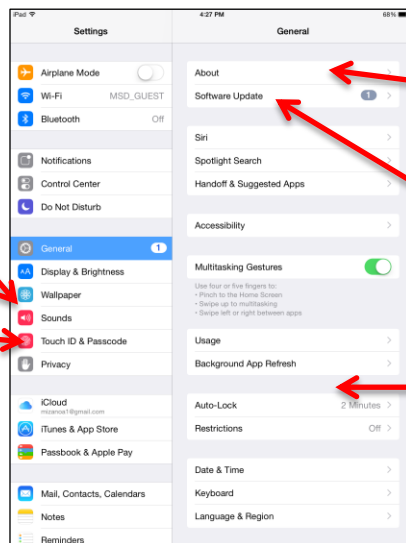 iPad
4:27 PM
68%
Settings
General
Airplane Mode
Wi-Fi MSD_GUEST
Bluetooth Off
Notifications
Control Center
Do Not Disturb
General 1
Display & Brightness
Wallpaper
Sounds
Touch ID & Passcode
Privacy
iCloud
mizanoa1@gmail.com
iTunes & App Store
Passbook & Apple Pay
Mail, Contacts, Calendars
Notes
Reminders
About
Software Update 1
Siri
Spotlight Search
Handoff & Suggested Apps
Accessibility
Multitasking Gestures
Use four or five fingers to:
• Pinch to the Home Screen
• Swipe up to multitasking
• Swipe left or right between apps
Usage
Background App Refresh
Auto-Lock 2 Minutes
Restrictions Off
Date & Time
Keyboard
Language & Region